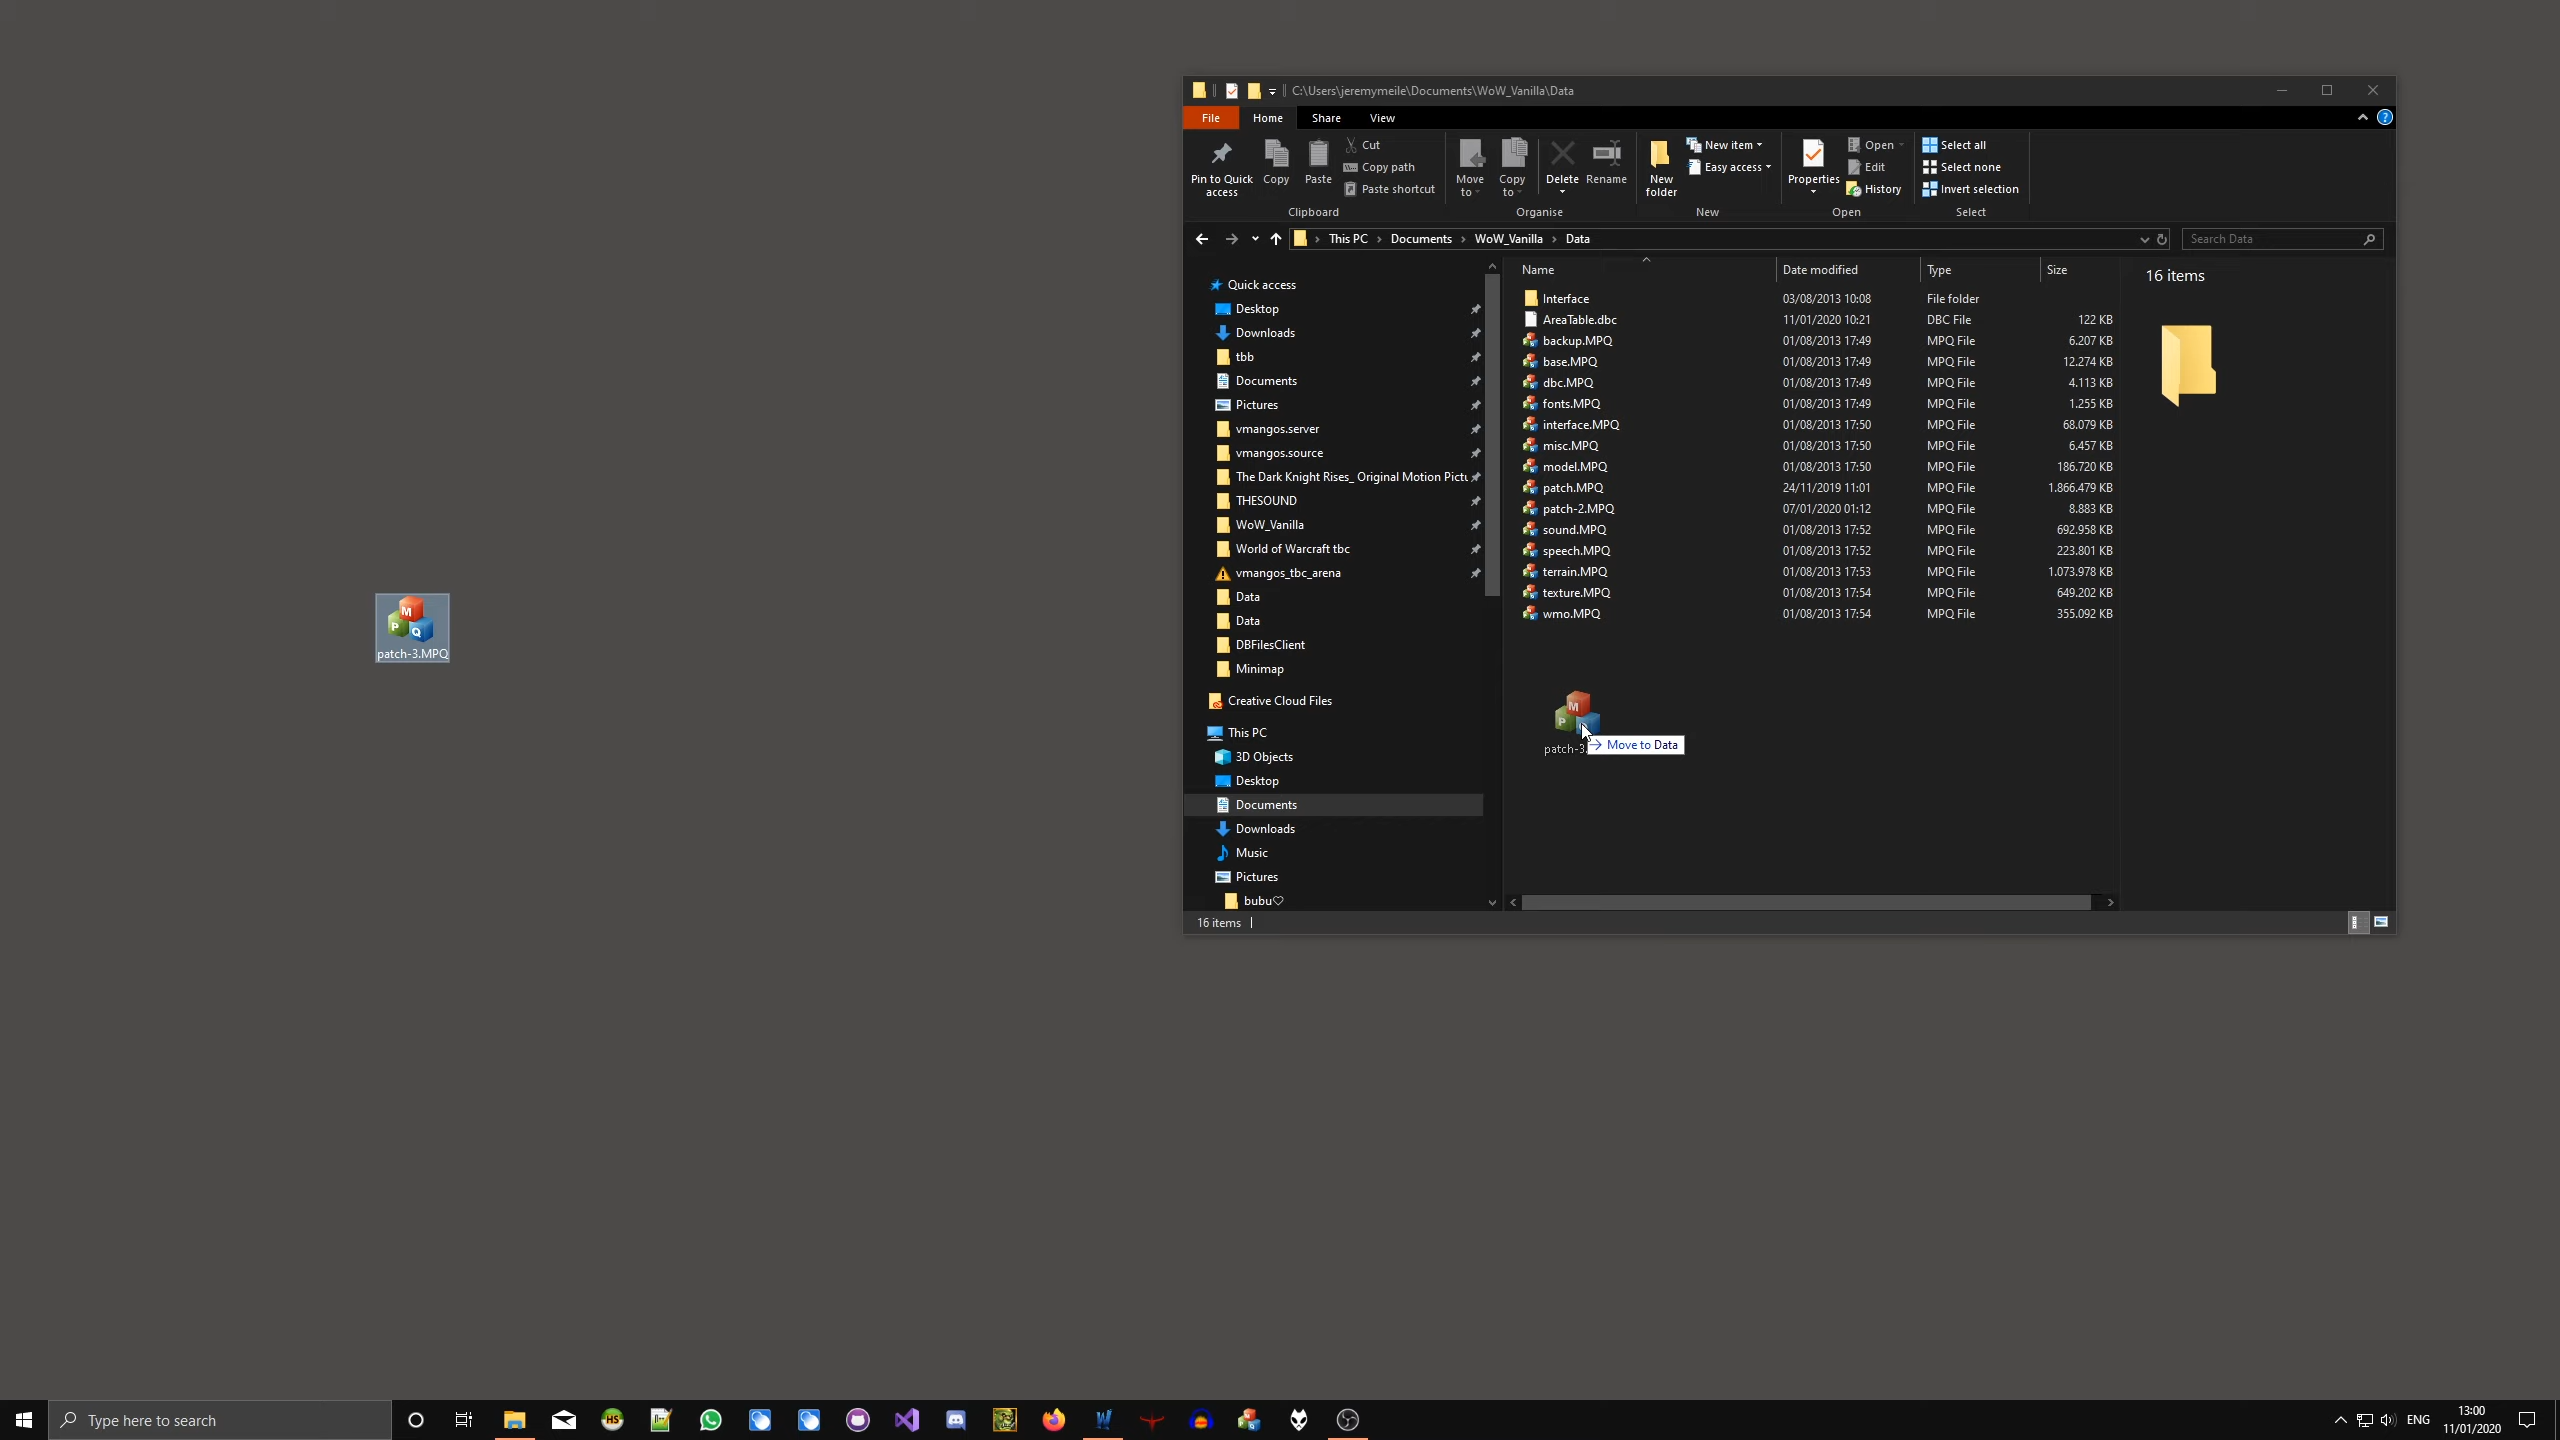 C:\Users\jeremymeile\Documents\WoW_Vanilla\Data
File Home Share View
Pin to Quick access
Copy
Paste
Cut
Copy path
Paste shortcut
Clipboard
Move to
Copy to
Delete
Rename
Organise
New folder
New item
Easy access
New
Properties
Open
Edit
History
Open
Select all
Select none
Invert selection
Select
This PC Documents WoW_Vanilla Data
Search Data
Quick access
Desktop
Downloads
tbb
Documents
Pictures
vmangos.server
vmangos.source
The Dark Knight Rises_ Original Motion Pictu
THESOUND
WoW_Vanilla
World of Warcraft tbc
vmangos_tbc_arena
Data
Data
DBFilesClient
Minimap
Creative Cloud Files
This PC
3D Objects
Desktop
Documents
Downloads
Music
Pictures
bubu♡
Name Date modified Type Size
Interface 03/08/2013 10:08 File folder
AreaTable.dbc 11/01/2020 10:21 DBC File 122 KB
backup.MPQ 01/08/2013 17:49 MPQ File 6.207 KB
base.MPQ 01/08/2013 17:49 MPQ File 12.274 KB
dbc.MPQ 01/08/2013 17:49 MPQ File 4.113 KB
fonts.MPQ 01/08/2013 17:49 MPQ File 1.255 KB
interface.MPQ 01/08/2013 17:50 MPQ File 68.079 KB
misc.MPQ 01/08/2013 17:50 MPQ File 6.457 KB
model.MPQ 01/08/2013 17:50 MPQ File 186.720 KB
patch.MPQ 24/11/2019 11:01 MPQ File 1.866.479 KB
patch-2.MPQ 07/01/2020 01:12 MPQ File 8.883 KB
sound.MPQ 01/08/2013 17:52 MPQ File 692.958 KB
speech.MPQ 01/08/2013 17:52 MPQ File 223.801 KB
terrain.MPQ 01/08/2013 17:53 MPQ File 1.073.978 KB
texture.MPQ 01/08/2013 17:54 MPQ File 649.202 KB
wmo.MPQ 01/08/2013 17:54 MPQ File 355.092 KB
M
P
patch-3.
Move to Data
16 items
16 items
M
P Q
patch-3.MPQ
Type here to search
HS
ENG
13:00
11/01/2020